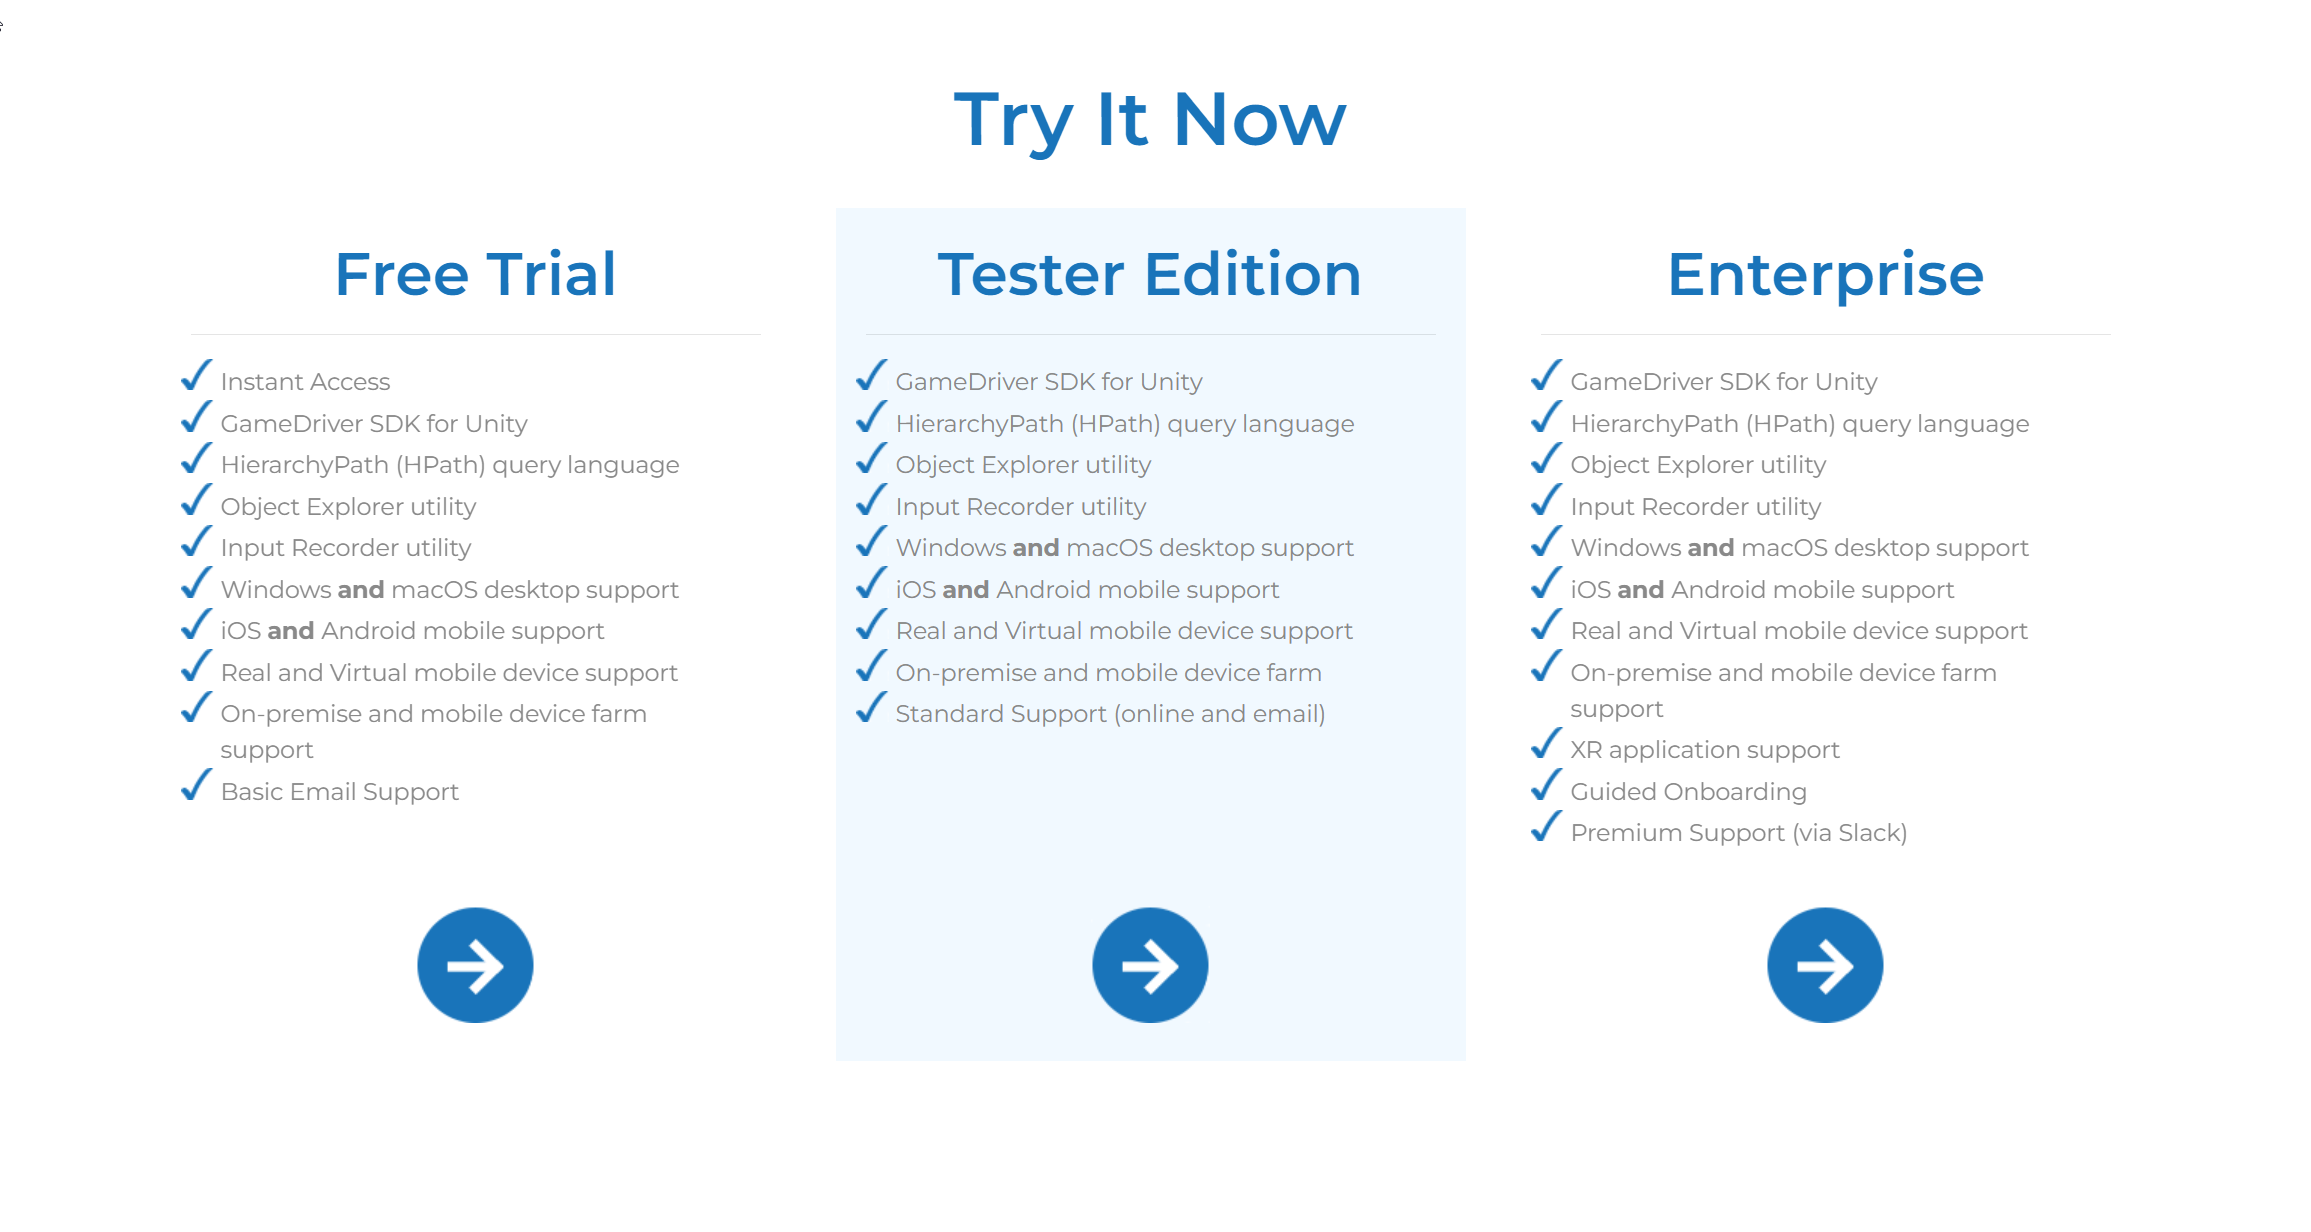 Try It Now
Free Trial
Instant Access
GameDriver SDK for Unity
HierarchyPath (HPath) query language
Object Explorer utility
Input Recorder utility
Windows and macOS desktop support
iOS and Android mobile support
Real and Virtual mobile device support
On-premise and mobile device farm
support
Basic Email Support
Tester Edition
GameDriver SDK for Unity
HierarchyPath (HPath) query language
Object Explorer utility
Input Recorder utility
Windows and macOS desktop support
iOS and Android mobile support
Real and Virtual mobile device support
On-premise and mobile device farm
Standard Support (online and email)
Enterprise
GameDriver SDK for Unity
HierarchyPath (HPath) query language
Object Explorer utility
Input Recorder utility
Windows and macOS desktop support
iOS and Android mobile support
Real and Virtual mobile device support
On-premise and mobile device farm
support
XR application support
Guided Onboarding
Premium Support (via Slack)